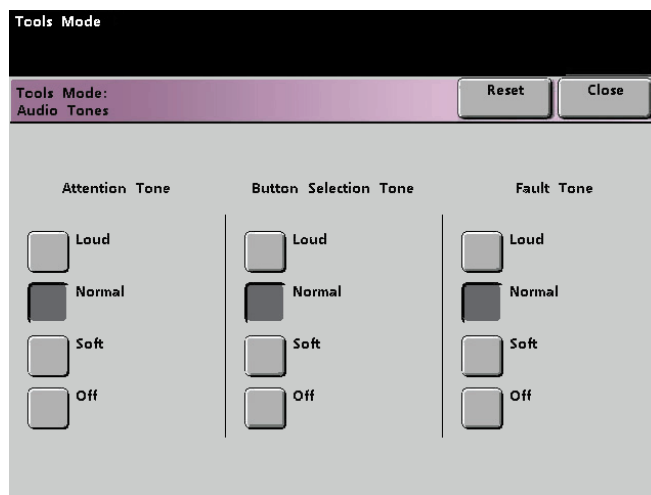 Tools Mode
Tools Mode:
Audio Tones
Reset
Close
Attention Tone
Button Selection Tone
Fault Tone
Loud
Normal
Soft
Off
Loud
Normal
Soft
Off
Loud
Normal
Soft
Off